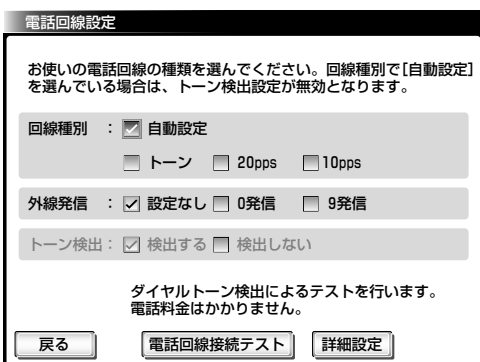 電話回線設定
お使いの電話回線の種類を選んでください。回線種別で[自動設定]
を選んでいる場合は、トーン検出設定が無効となります。
回線種別 : 自動設定
トーン 20pps 10pps
外線発信 : 設定なし 0発信 9発信
トーン検出 : 検出する 検出しない
ダイヤルトーン検出によるテストを行います。
電話料金はかかりません。
戻る 電話回線接続テスト 詳細設定